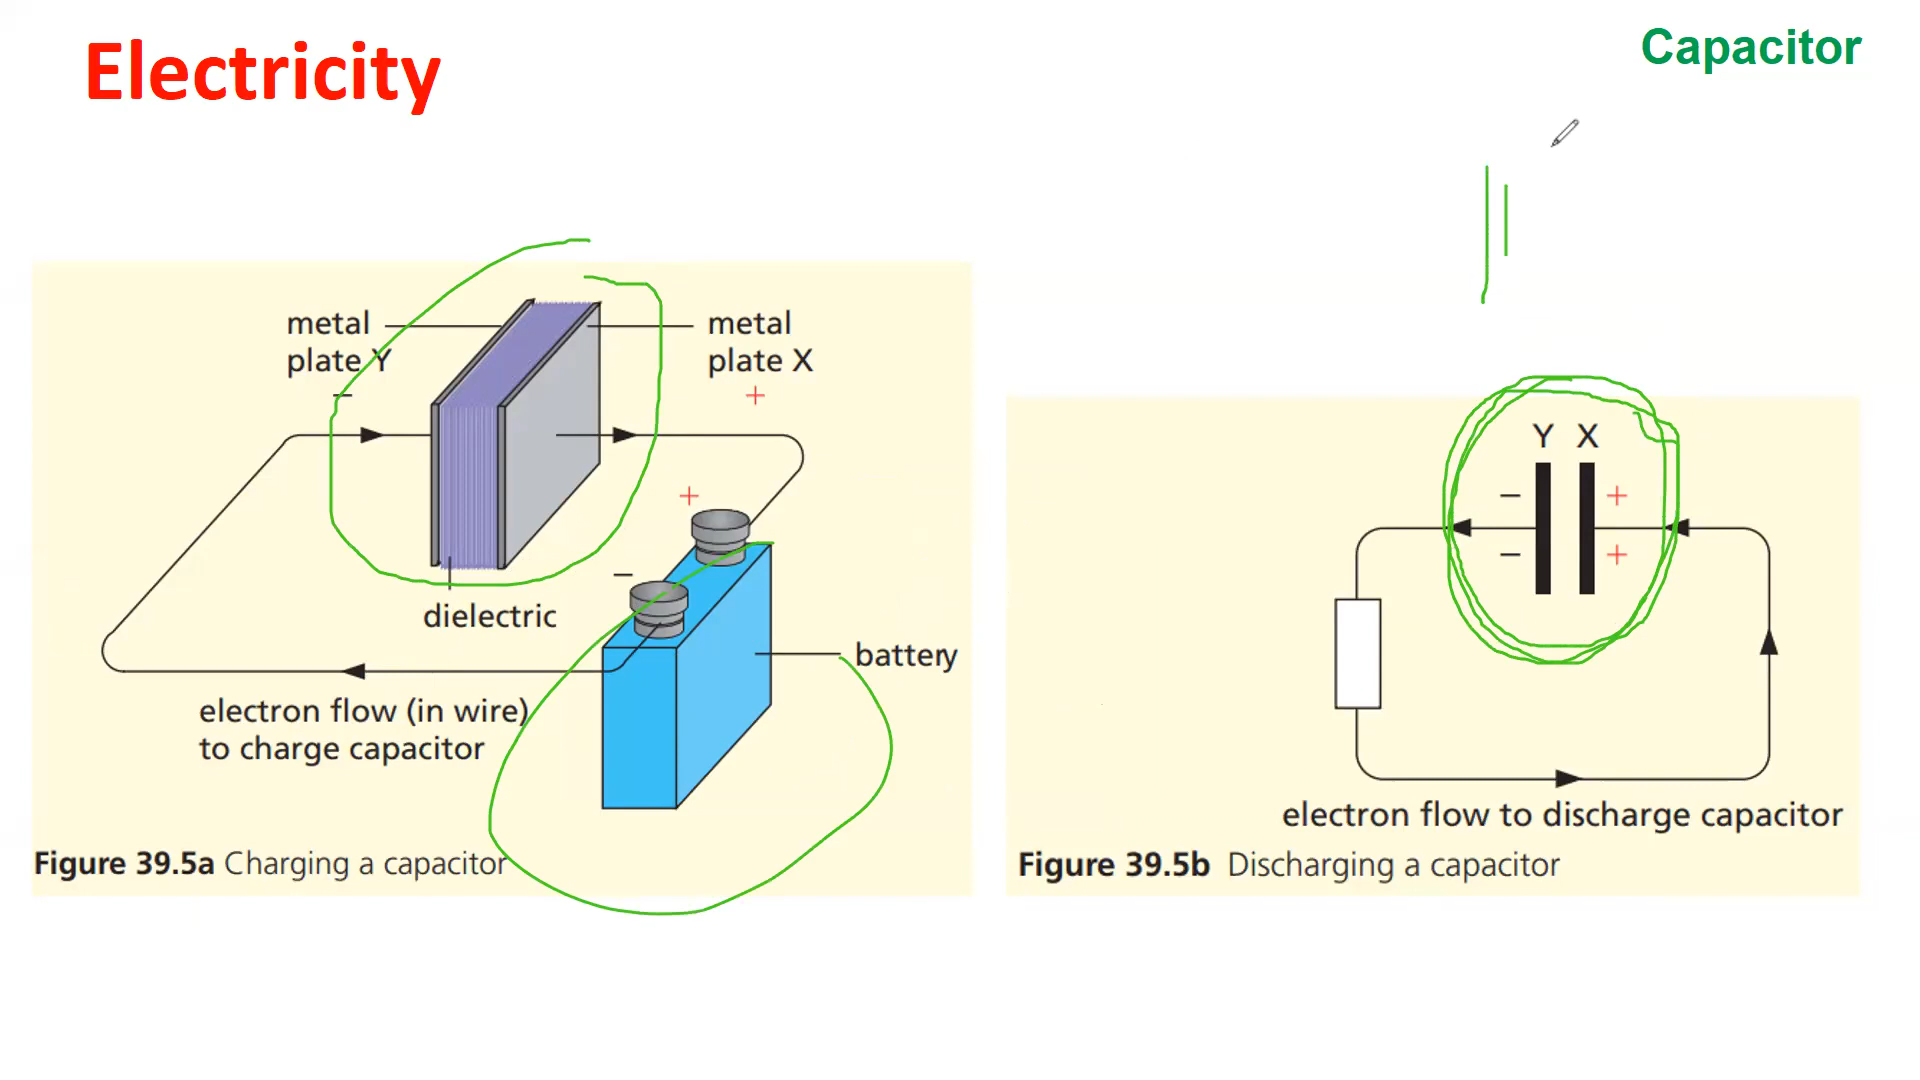 Electricity
Capacitor
metal
plate Y
−
metal
plate X
+
+
−
dielectric
battery
electron flow (in wire)
to charge capacitor
Figure 39.5a Charging a capacitor
Y X
− +
− +
electron flow to discharge capacitor
Figure 39.5b Discharging a capacitor